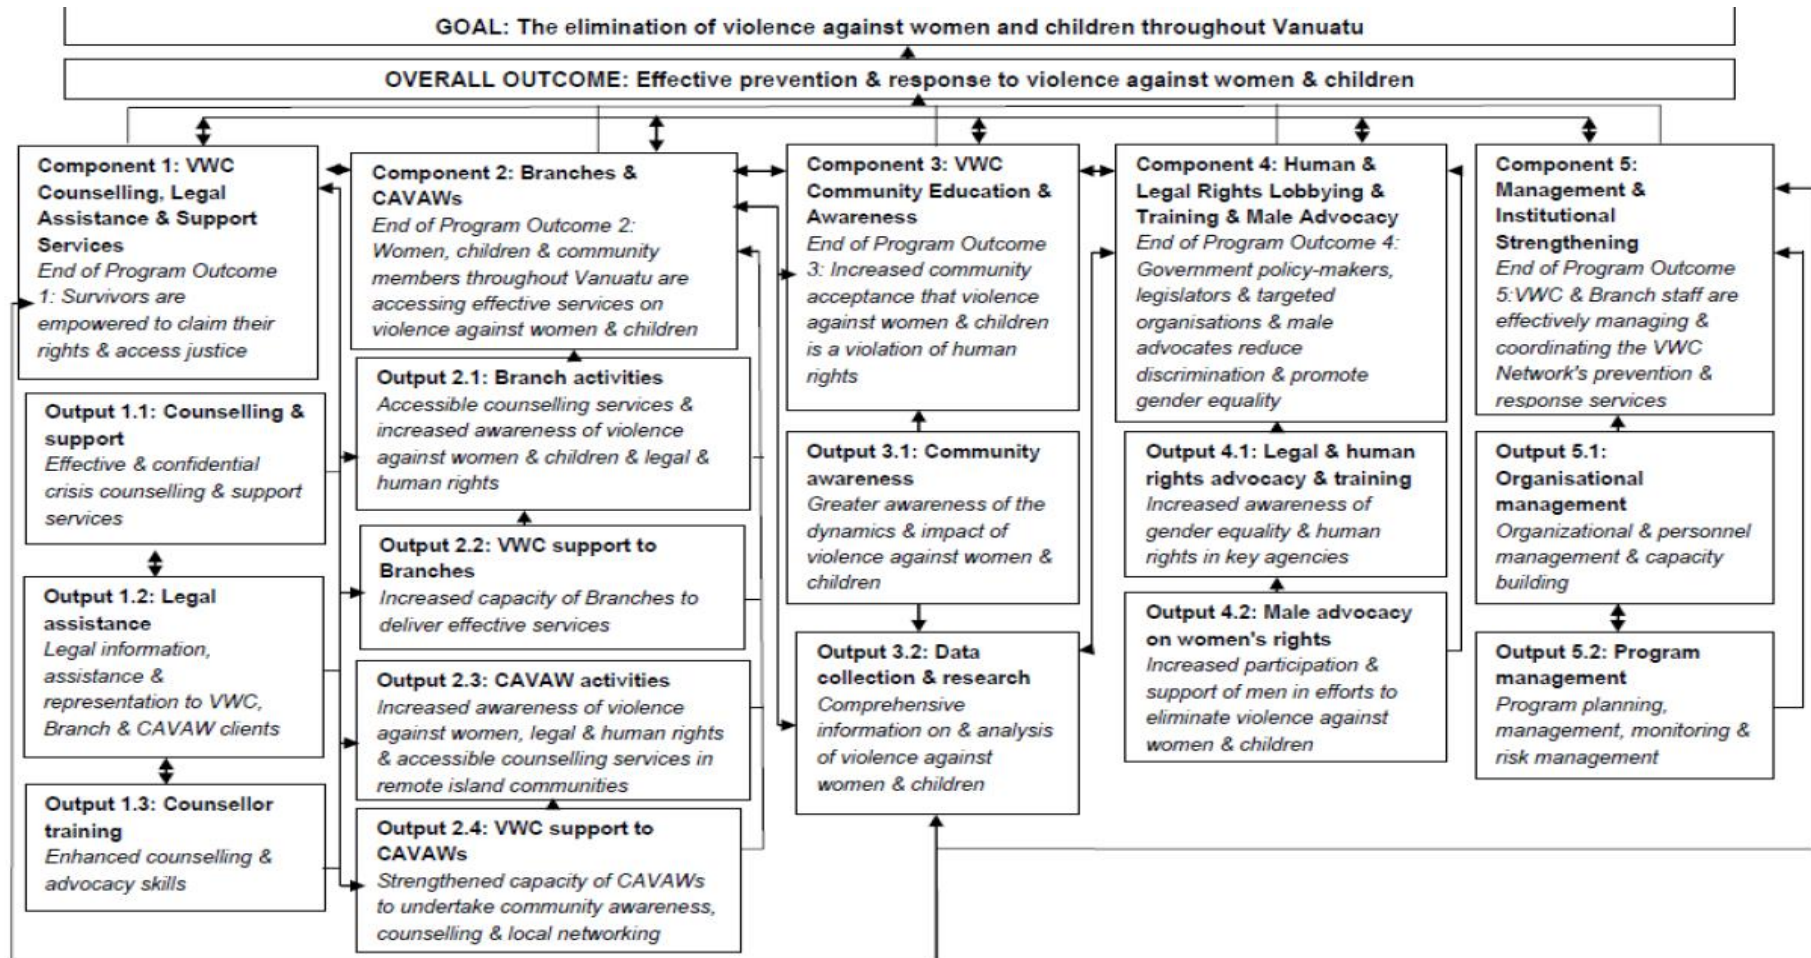 GOAL: The elimination of violence against women and children throughout Vanuatu
OVERALL OUTCOME: Effective prevention & response to violence against women & children
Component 1: VWC
Counselling, Legal
Assistance & Support
Services
End of Program Outcome
1: Survivors are
empowered to claim their
rights & access justice
Output 1.1: Counselling &
support
Effective & confidential
crisis counselling & support
services
Output 1.2: Legal
assistance
Legal information,
assistance &
representation to VWC,
Branch & CAVAW clients
Output 1.3: Counsellor
training
Enhanced counselling &
advocacy skills
Component 2: Branches &
CAVAWs
End of Program Outcome 2:
Women, children & community
members throughout Vanuatu are
accessing effective services on
violence against women & children
Output 2.1: Branch activities
Accessible counselling services &
increased awareness of violence
against women & children & legal &
human rights
Output 2.2: VWC support to
Branches
Increased capacity of Branches to
deliver effective services
Output 2.3: CAVAW activities
Increased awareness of violence
against women, legal & human rights
& accessible counselling services in
remote island communities
Output 2.4: VWC support to
CAVAWs
Strengthened capacity of CAVAWs
to undertake community awareness,
counselling & local networking
Component 3: VWC
Community Education &
Awareness
End of Program Outcome
3: Increased community
acceptance that violence
against women & children
is a violation of human
rights
Output 3.1: Community
awareness
Greater awareness of the
dynamics & impact of
violence against women &
children
Output 3.2: Data
collection & research
Comprehensive
information on & analysis
of violence against
women & children
Component 4: Human &
Legal Rights Lobbying &
Training & Male Advocacy
End of Program Outcome 4:
Government policy-makers,
legislators & targeted
organisations & male
advocates reduce
discrimination & promote
gender equality
Output 4.1: Legal & human
rights advocacy & training
Increased awareness of
gender equality & human
rights in key agencies
Output 4.2: Male advocacy
on women's rights
Increased participation &
support of men in efforts to
eliminate violence against
women & children
Component 5:
Management &
Institutional
Strengthening
End of Program Outcome
5:VWC & Branch staff are
effectively managing &
coordinating the VWC
Network's prevention &
response services
Output 5.1:
Organisational
management
Organizational & personnel
management & capacity
building
Output 5.2: Program
management
Program planning,
management, monitoring &
risk management